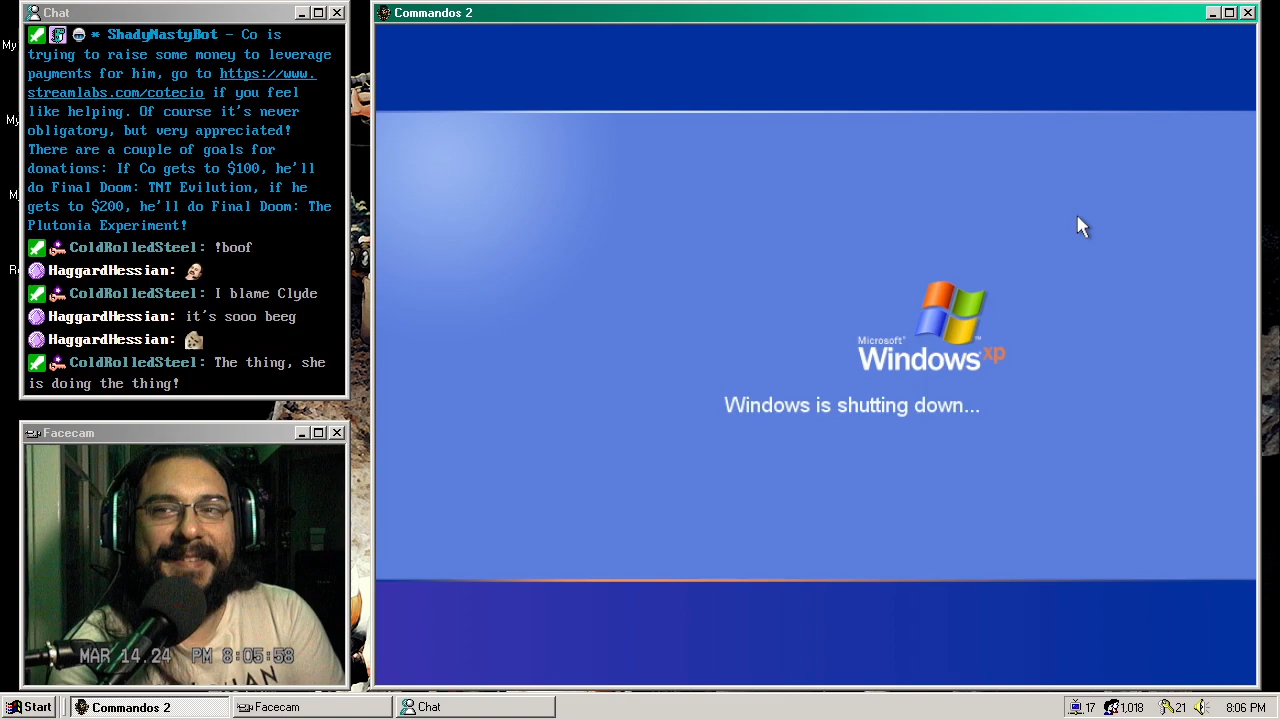 Chat
* ShadyNastyBot - Co is
trying to raise some money to leverage
payments for him, go to https://www.
streamlabs.com/cotecio if you feel
like helping. Of course it's never
obligatory, but very appreciated!
There are a couple of goals for
donations: If Co gets to $100, he'll
do Final Doom: TNT Evilution, if he
gets to $200, he'll do Final Doom: The
Plutonia Experiment!
ColdRolledSteel: !boof
HaggardHessian:
ColdRolledSteel: I blame Clyde
HaggardHessian: it's sooo beeg
HaggardHessian:
ColdRolledSteel: The thing, she
is doing the thing!
Facecam
MAR 14.24 PM 8:05:58
Commandos 2
Microsoft®
Windows xp
Windows is shutting down...
My
My
M
Re
Start
Commandos 2
Facecam
Chat
17
1,018
21
8:06 PM